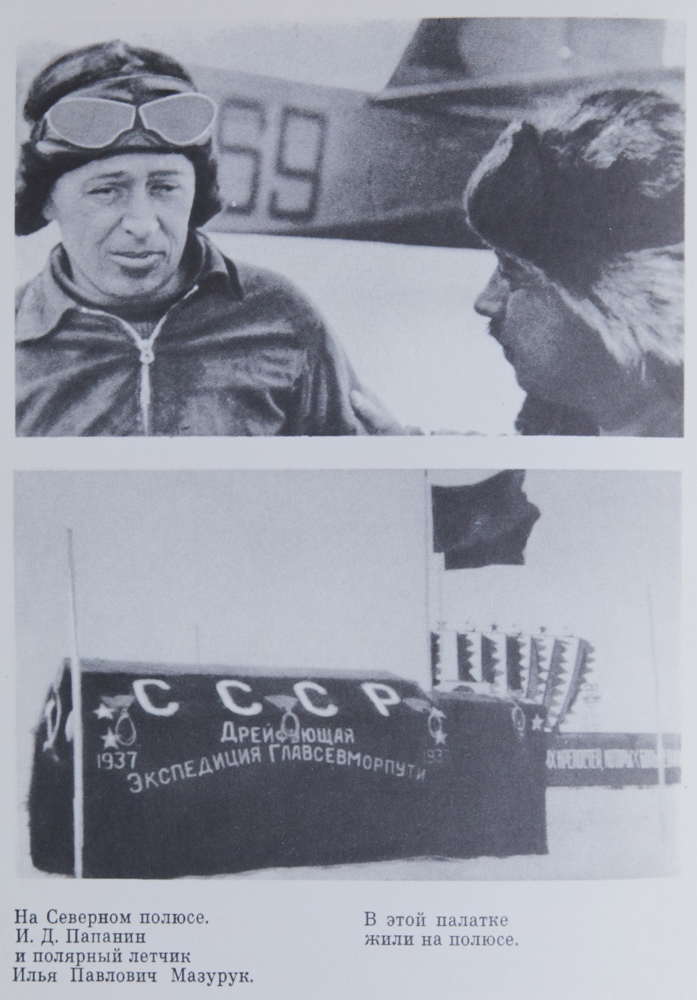 69
СССР
Дрейфующая
1937
1937
Экспедиция Главсевморпути
На Северном полюсе.
И. Д. Папанин
и полярный летчик
Илья Павлович Мазурук.
В этой палатке
жили на полюсе.